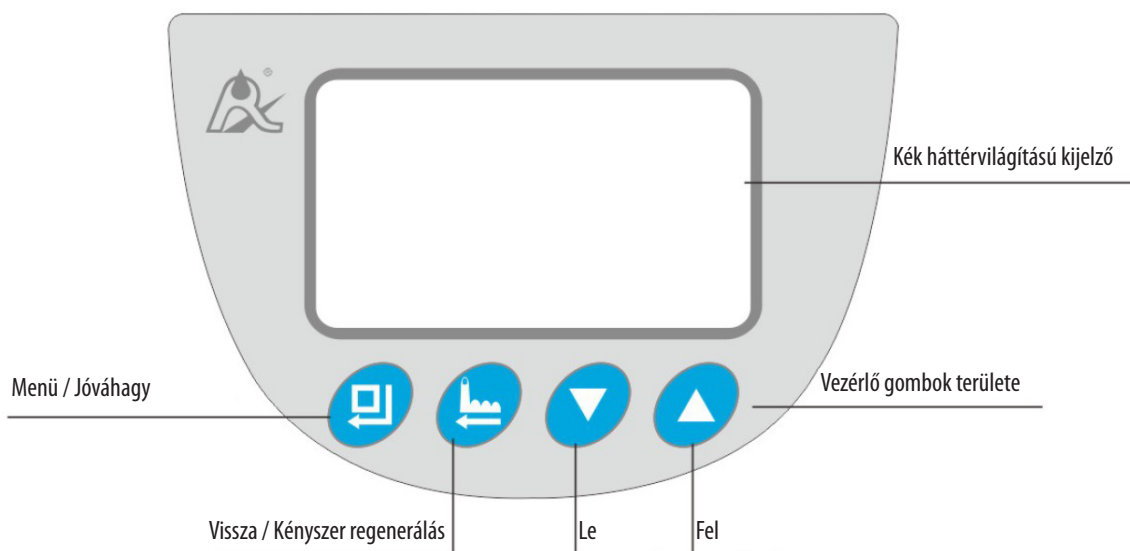 Kék háttérvilágítású kijelző
Menü / Jóváhagy
Vezérlő gombok területe
Vissza / Kényszer regenerálás
Le
Fel